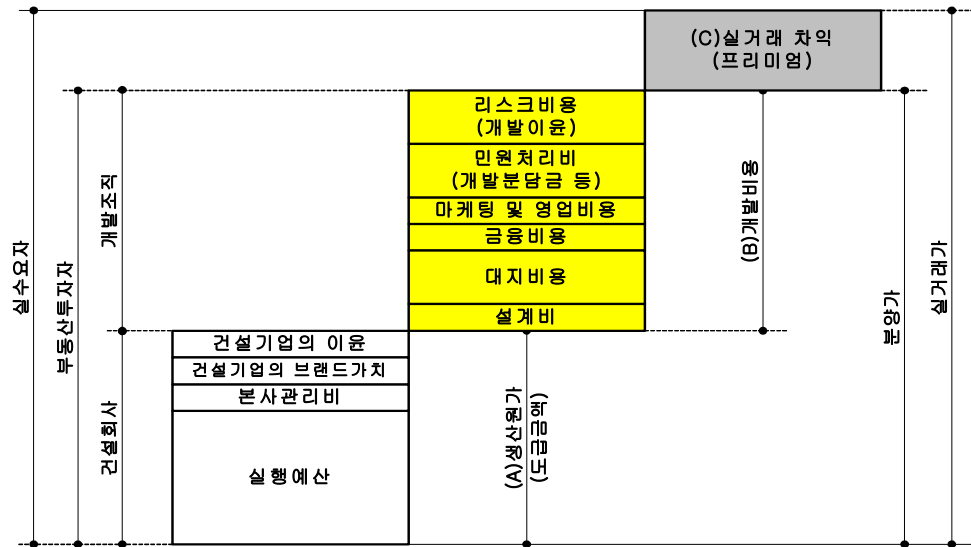 (C)실거래 차익
(프리미엄)
리스크비용
(개발이윤)
민원처리비
(개발분담금 등)
마케팅 및 영업비용
금융비용
대지비용
설계비
건설기업의 이윤
건설기업의 브랜드가치
본사관리비
실행예산
실수요자
부동산투자자
개발조직
건설회사
(A)생산원가
(도급금액)
(B)개발비용
분양가
실거래가